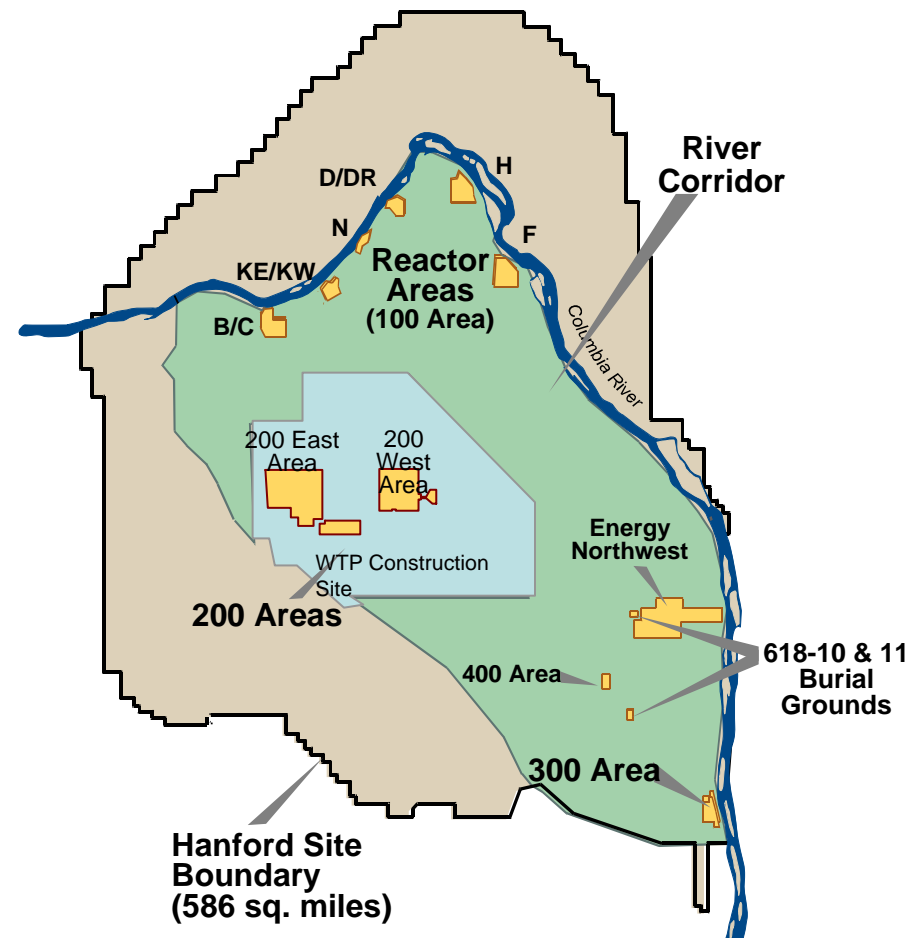 River
Corridor
H
D/DR
N
F
KE/KW
Reactor
Areas
(100 Area)
B/C
Columbia River
200 East
Area
200
West
Area
Energy
Northwest
WTP Construction
Site
200 Areas
618-10 & 11
Burial
Grounds
400 Area
300 Area
Hanford Site
Boundary
(586 sq. miles)